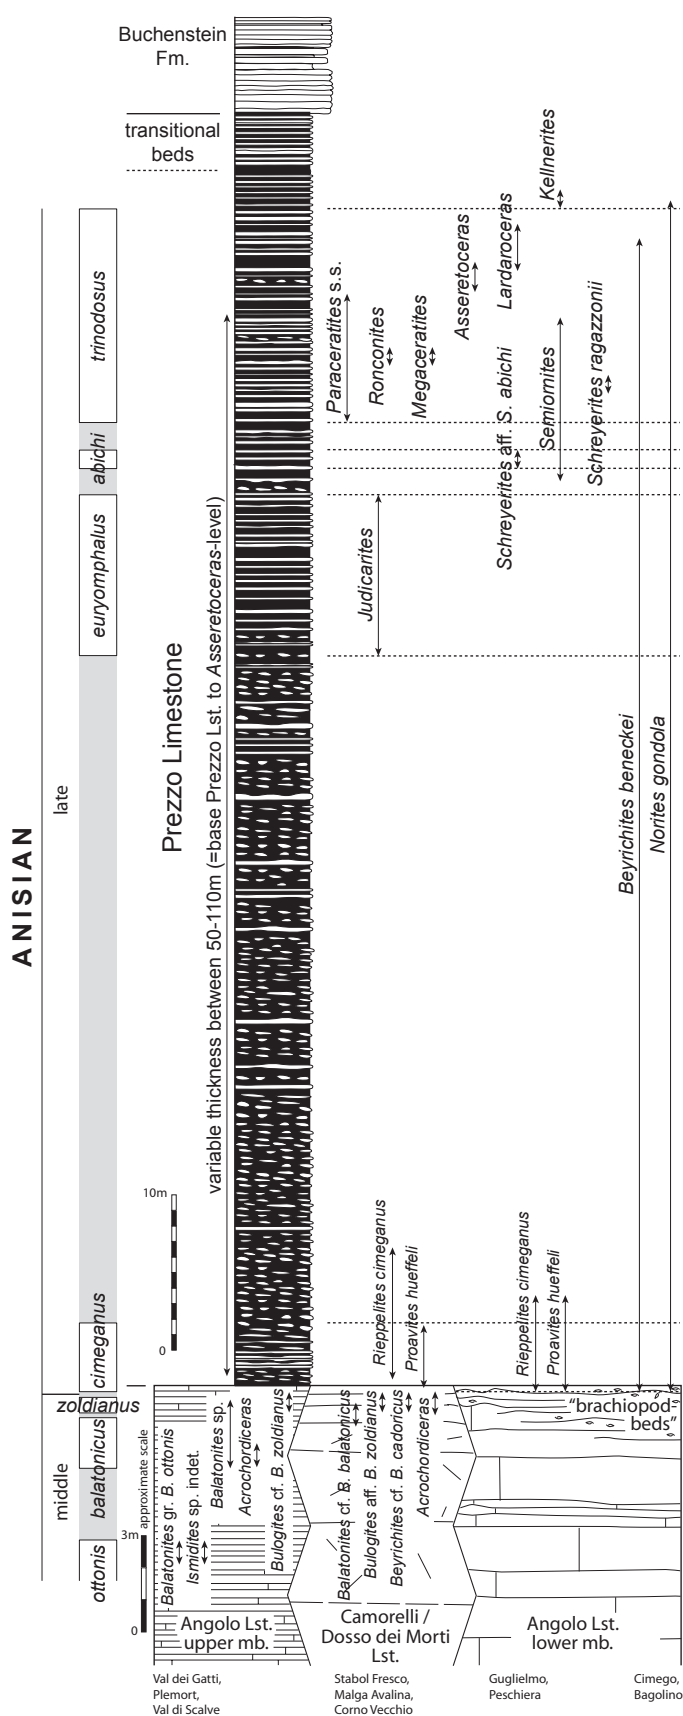 Buchenstein
Fm.
transitional
beds
Kellnerites
Lardaroceras
Asseretoceras
Paraceratites s.s.
Ronconites
Megaceratites
Schreyerites aff. S. abichi
Semiornites
Schreyerites ragazzonii
trinodosus
abichi
euryomphalus
Judicarites
Prezzo Limestone
variable thickness between 50-110m (=base Prezzo Lst. to Asseretoceras-level)
Beyrichites beneckei
Norites gondola
late
ANISIAN
10m
0
Rieppelites cimeganus
Proavites hueffeli
Rieppelites cimeganus
Proavites hueffeli
cimeganus
zoldianus
balatonicus
ottonis
middle
approximate scale
3m
0
Balatonites gr. B. ottonis
Ismidites sp. indet.
Balatonites sp.
Acrochordiceras
Bulogites cf. B. zoldianus
Balatonites cf. B. balatonicus
Bulogites aff. B. zoldianus
Beyrichites cf. B. cadoricus
Acrochordiceras
"brachiopod-
beds"
Angolo Lst.
upper mb.
Camorelli /
Dosso dei Morti
Lst.
Angolo Lst.
lower mb.
Val dei Gatti,
Plemort,
Val di Scalve
Stabol Fresco,
Malga Avalina,
Corno Vecchio
Guglielmo,
Peschiera
Cimego,
Bagolino